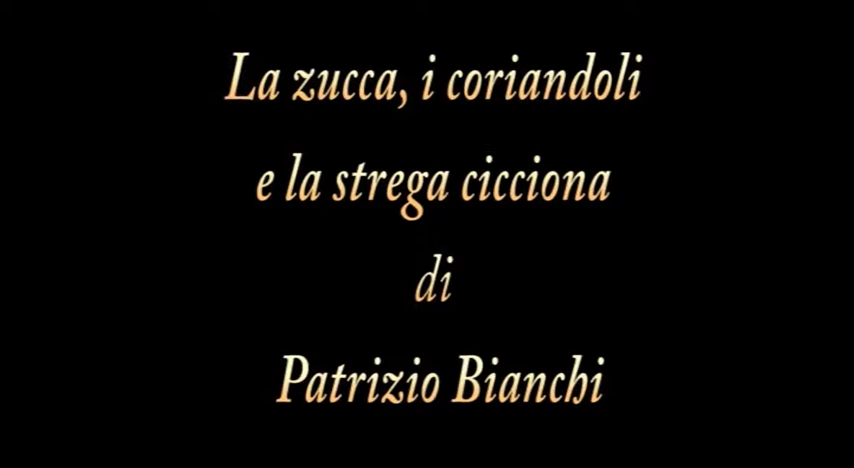 La zucca, i coriandoli
e la strega cicciona
di
Patrizio Bianchi